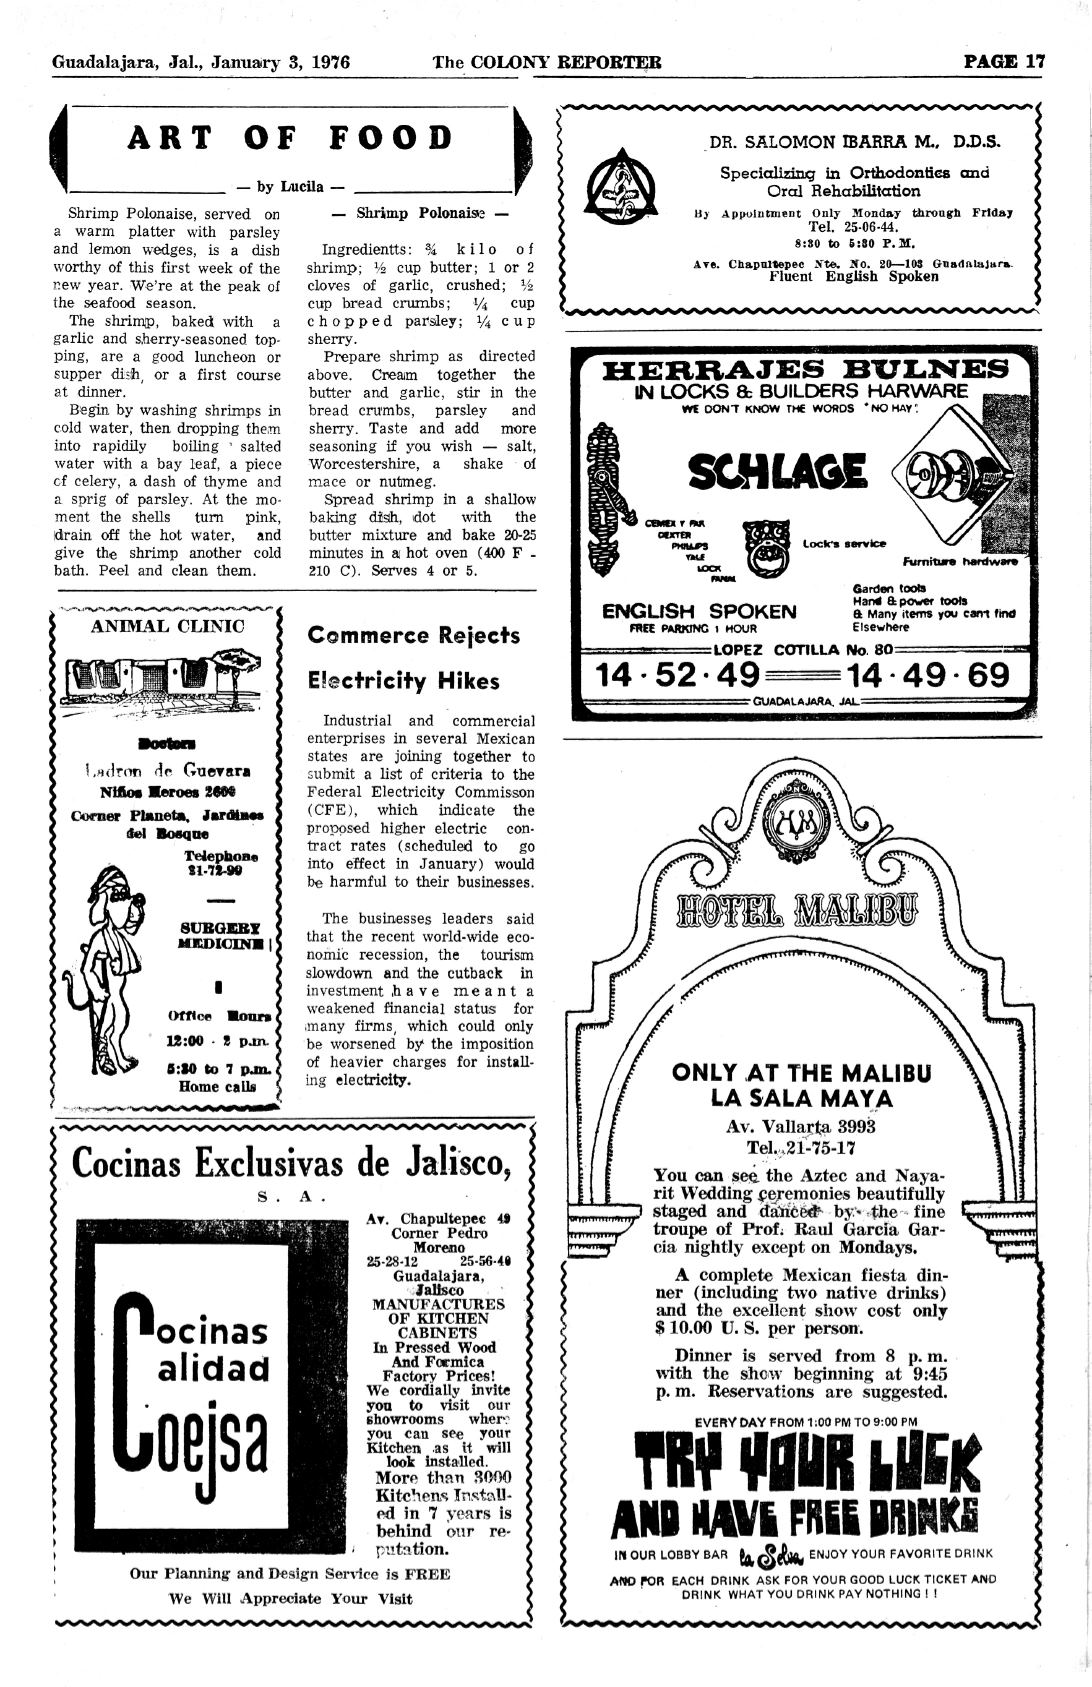 Guadalajara, Jal., January 3, 1976
The COLONY REPORTER
PAGE 17
ART OF FOOD
— by Lucila —
Shrimp Polonaise, served on
a warm platter with parsley
and lemon wedges, is a dish
worthy of this first week of the
new year. We're at the peak of
the seafood season.
The shrimp, baked with a
garlic and sherry-seasoned top-
ping, are a good luncheon or
supper dish, or a first course
at dinner.
Begin by washing shrimps in
cold water, then dropping them
into rapidily boiling salted
water with a bay leaf, a piece
of celery, a dash of thyme and
a sprig of parsley. At the mo-
ment the shells turn pink,
drain off the hot water, and
give the shrimp another cold
bath. Peel and clean them.
— Shrimp Polonaise —
Ingredientts: ¾ kilo of
shrimp; ½ cup butter; 1 or 2
cloves of garlic, crushed; ½
cup bread crumbs; ¼ cup
chopped parsley; ¼ cup
sherry.
Prepare shrimp as directed
above. Cream together the
butter and garlic, stir in the
bread crumbs, parsley and
sherry. Taste and add more
seasoning if you wish — salt,
Worcestershire, a shake of
mace or nutmeg.
Spread shrimp in a shallow
baking dish, dot with the
butter mixture and bake 20-25
minutes in a hot oven (400 F -
210 C). Serves 4 or 5.
ANIMAL CLINIC
Doctors
Ladron de Guevara
Niños Heroes 2600
Corner Planeta, Jardines
del Bosque
Telephone
21-72-99
SURGERY
MEDICINE
Office Hours
12:00 - 2 p.m.
5:30 to 7 p.m.
Home calls
Commerce Rejects
Electricity Hikes
Industrial and commercial
enterprises in several Mexican
states are joining together to
submit a list of criteria to the
Federal Electricity Commisson
(CFE), which indicate the
proposed higher electric con-
tract rates (scheduled to go
into effect in January) would
be harmful to their businesses.
The businesses leaders said
that the recent world-wide eco-
nomic recession, the tourism
slowdown and the cutback in
investment have meant a
weakened financial status for
many firms, which could only
be worsened by the imposition
of heavier charges for install-
ing electricity.
Cocinas Exclusivas de Jalisco,
S. A.
Cocinas
Calidad
Coejsa
Av. Chapultepec 49
Corner Pedro
Moreno
25-28-12 25-56-40
Guadalajara,
Jalisco
MANUFACTURES
OF KITCHEN
CABINETS
In Pressed Wood
And Formica
Factory Prices!
We cordially invite
you to visit our
showrooms where
you can see your
Kitchen as it will
look installed.
More than 3000
Kitchens Install-
ed in 7 years is
behind our re-
putation.
Our Planning and Design Service is FREE
We Will Appreciate Your Visit
DR. SALOMON IBARRA M., D.D.S.
Specializing in Orthodontics and
Oral Rehabilitation
By Appointment Only Monday through Friday
Tel. 25-06-44.
8:30 to 5:30 P.M.
Ave. Chapultepec Nte. No. 20—103 Guadalajara.
Fluent English Spoken
HERRAJES BULNES
IN LOCKS & BUILDERS HARWARE
WE DON'T KNOW THE WORDS "NO HAY".
SCHLAGE
CEMEX Y FAR
DEXTER
PHILLIPS
YALE
LOCK
FANAL
Lock's service
Furniture hardware
Garden tools
Hand & power tools
& Many items you can't find
Elsewhere
ENGLISH SPOKEN
FREE PARKING 1 HOUR
LOPEZ COTILLA No. 80
14·52·49 14·49·69
GUADALAJARA, JAL.
HM
HOTEL MALIBU
ONLY AT THE MALIBU
LA SALA MAYA
Av. Vallarta 3993
Tel. 21-75-17
You can see the Aztec and Naya-
rit Wedding ceremonies beautifully
staged and danced by the fine
troupe of Prof. Raul Garcia Gar-
cia nightly except on Mondays.
A complete Mexican fiesta din-
ner (including two native drinks)
and the excellent show cost only
$ 10.00 U. S. per person.
Dinner is served from 8 p. m.
with the show beginning at 9:45
p. m. Reservations are suggested.
EVERY DAY FROM 1:00 PM TO 9:00 PM
TRY YOUR LUCK
AND HAVE FREE DRINKS
IN OUR LOBBY BAR la Selva ENJOY YOUR FAVORITE DRINK
AND FOR EACH DRINK ASK FOR YOUR GOOD LUCK TICKET AND
DRINK WHAT YOU DRINK PAY NOTHING ! !